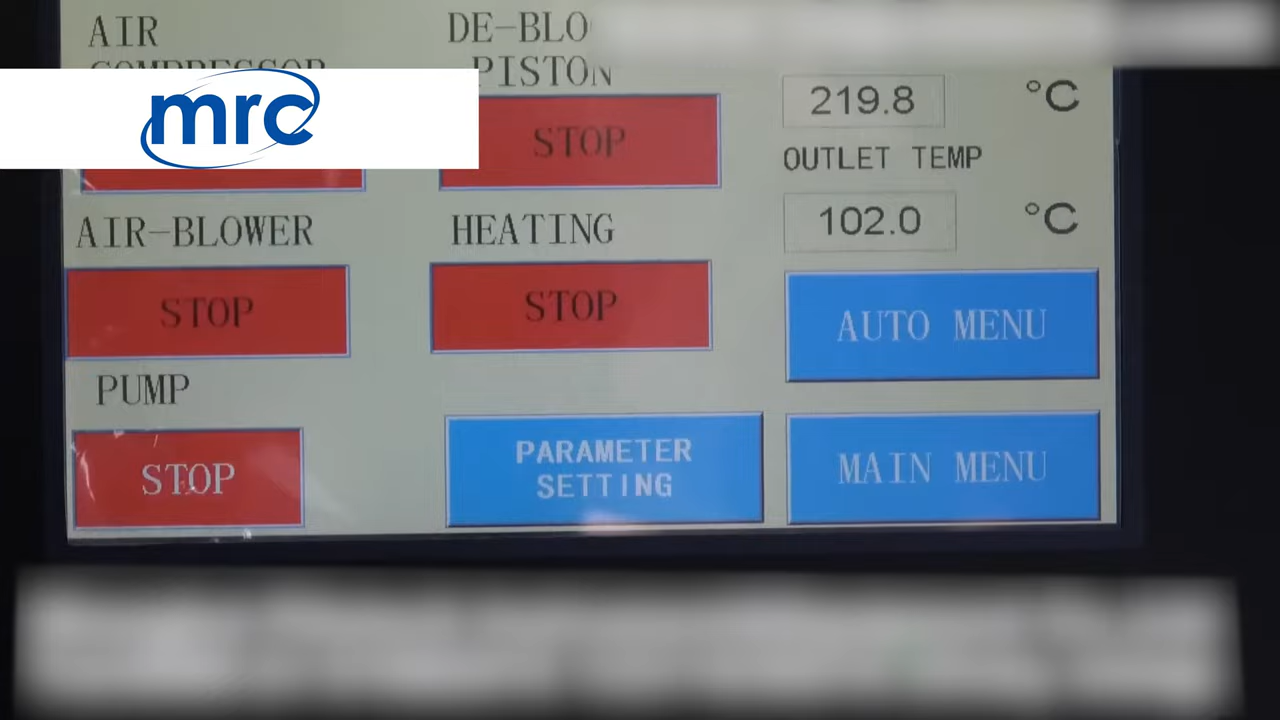 AIR
COMPRESSOR
DE-BLO
PISTON
219.8 °C
mrc
STOP
OUTLET TEMP
102.0 °C
AIR-BLOWER
HEATING
STOP
STOP
AUTO MENU
PUMP
STOP
PARAMETER
SETTING
MAIN MENU